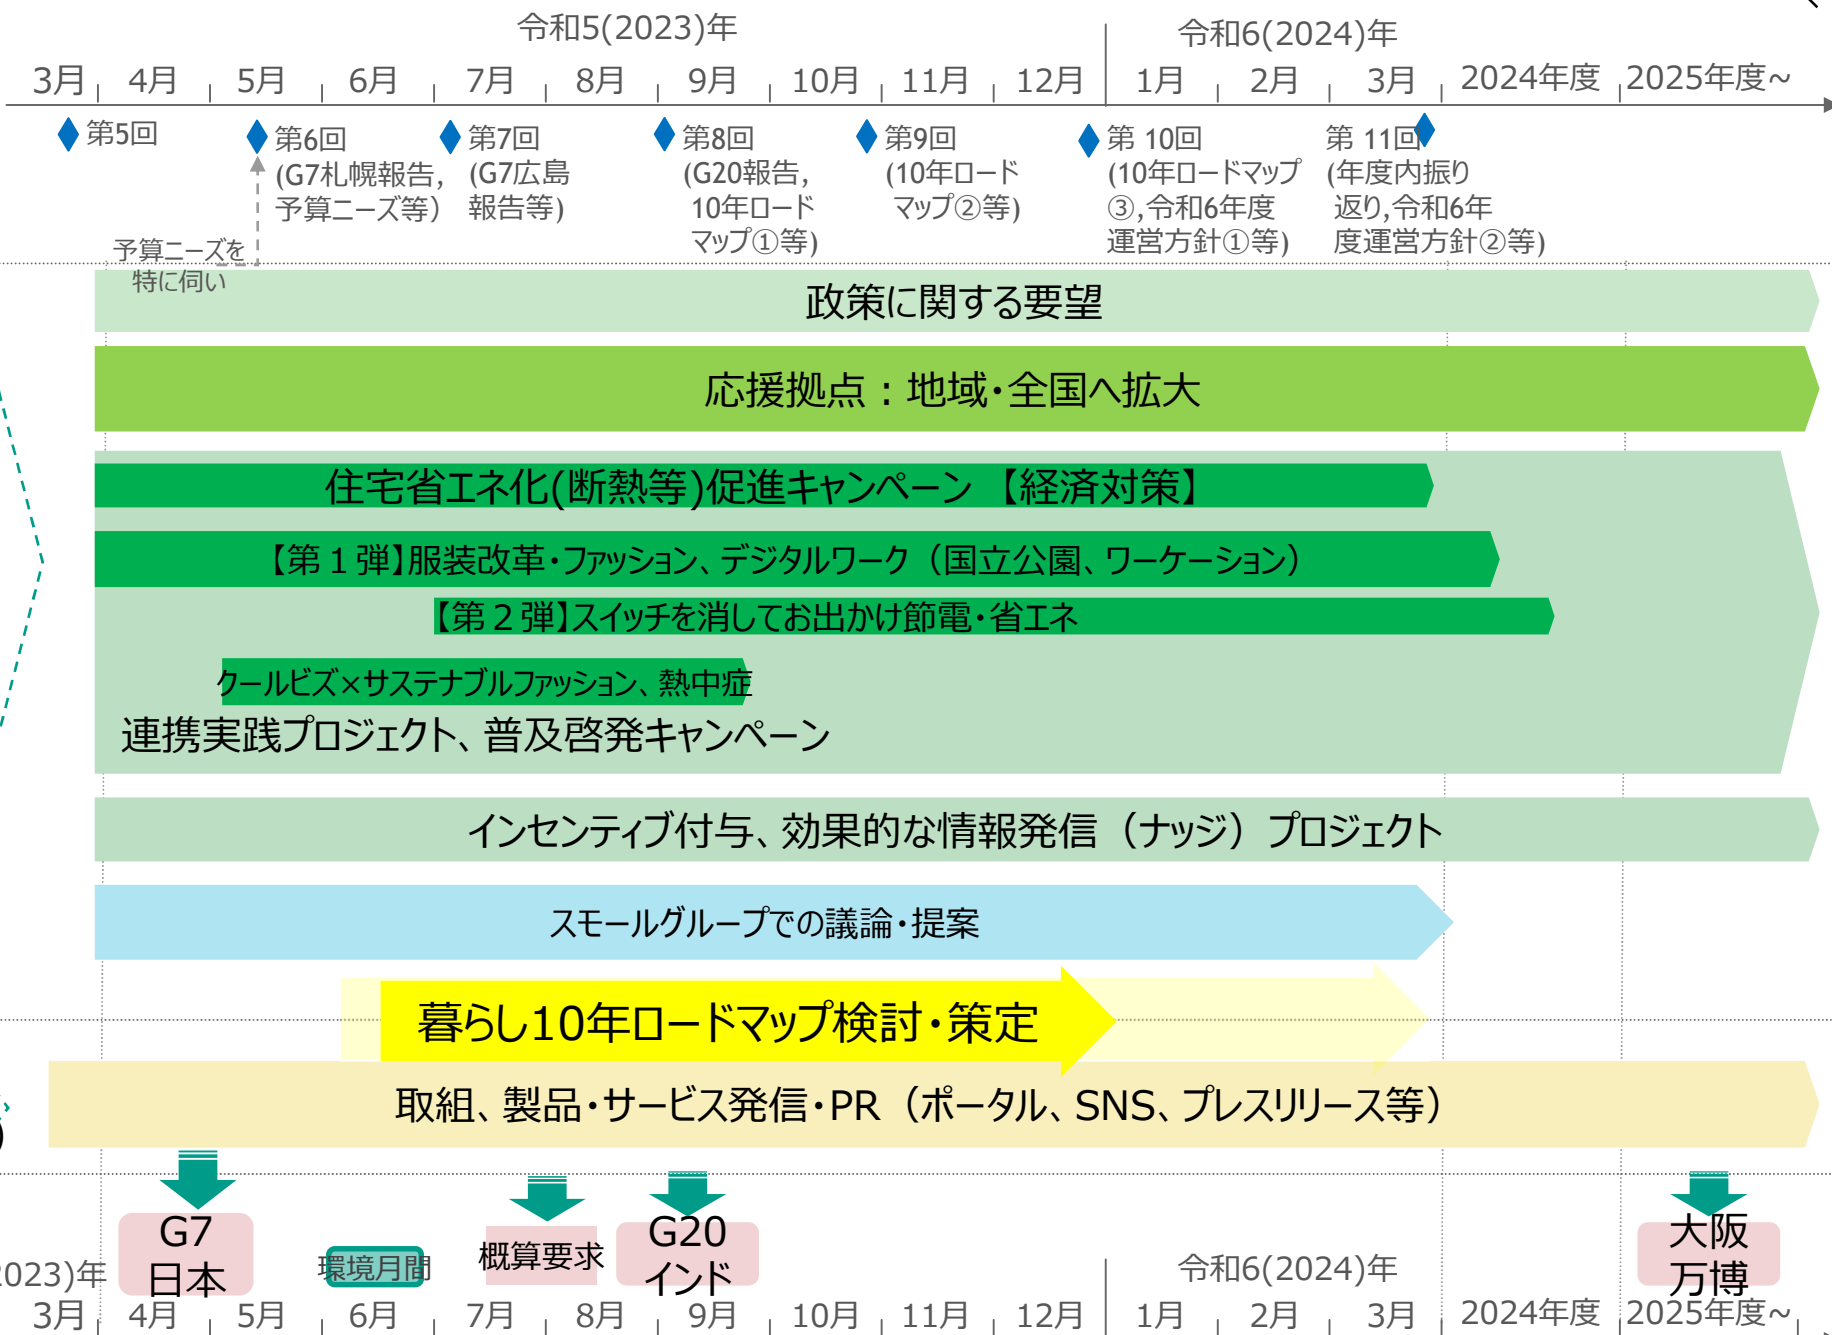 令和5(2023)年
令和6(2024)年
3月 4月 5月 6月 7月 8月 9月 10月 11月 12月 1月 2月 3月 2024年度 2025年度~
第5回
第6回
(G7札幌報告,
予算ニーズ等)
第7回
(G7広島
報告等)
第8回
(G20報告,
10年ロード
マップ①等)
第9回
(10年ロード
マップ②等)
第 10回
(10年ロードマップ
③,令和6年度
運営方針①等)
第 11回
(年度内振り
返り,令和6年
度運営方針②等)
予算ニーズを
特に伺い
政策に関する要望
応援拠点：地域・全国へ拡大
住宅省エネ化(断熱等)促進キャンペーン 【経済対策】
【第１弾】服装改革・ファッション、デジタルワーク（国立公園、ワーケーション）
【第２弾】スイッチを消してお出かけ節電・省エネ
クールビズ×サステナブルファッション、熱中症
連携実践プロジェクト、普及啓発キャンペーン
インセンティブ付与、効果的な情報発信（ナッジ）プロジェクト
スモールグループでの議論・提案
暮らし10年ロードマップ検討・策定
取組、製品・サービス発信・PR（ポータル、SNS、プレスリリース等）
)
G7
日本
環境月間
概算要求
G20
インド
大阪
万博
2023)年
令和6(2024)年
3月 4月 5月 6月 7月 8月 9月 10月 11月 12月 1月 2月 3月 2024年度 2025年度~